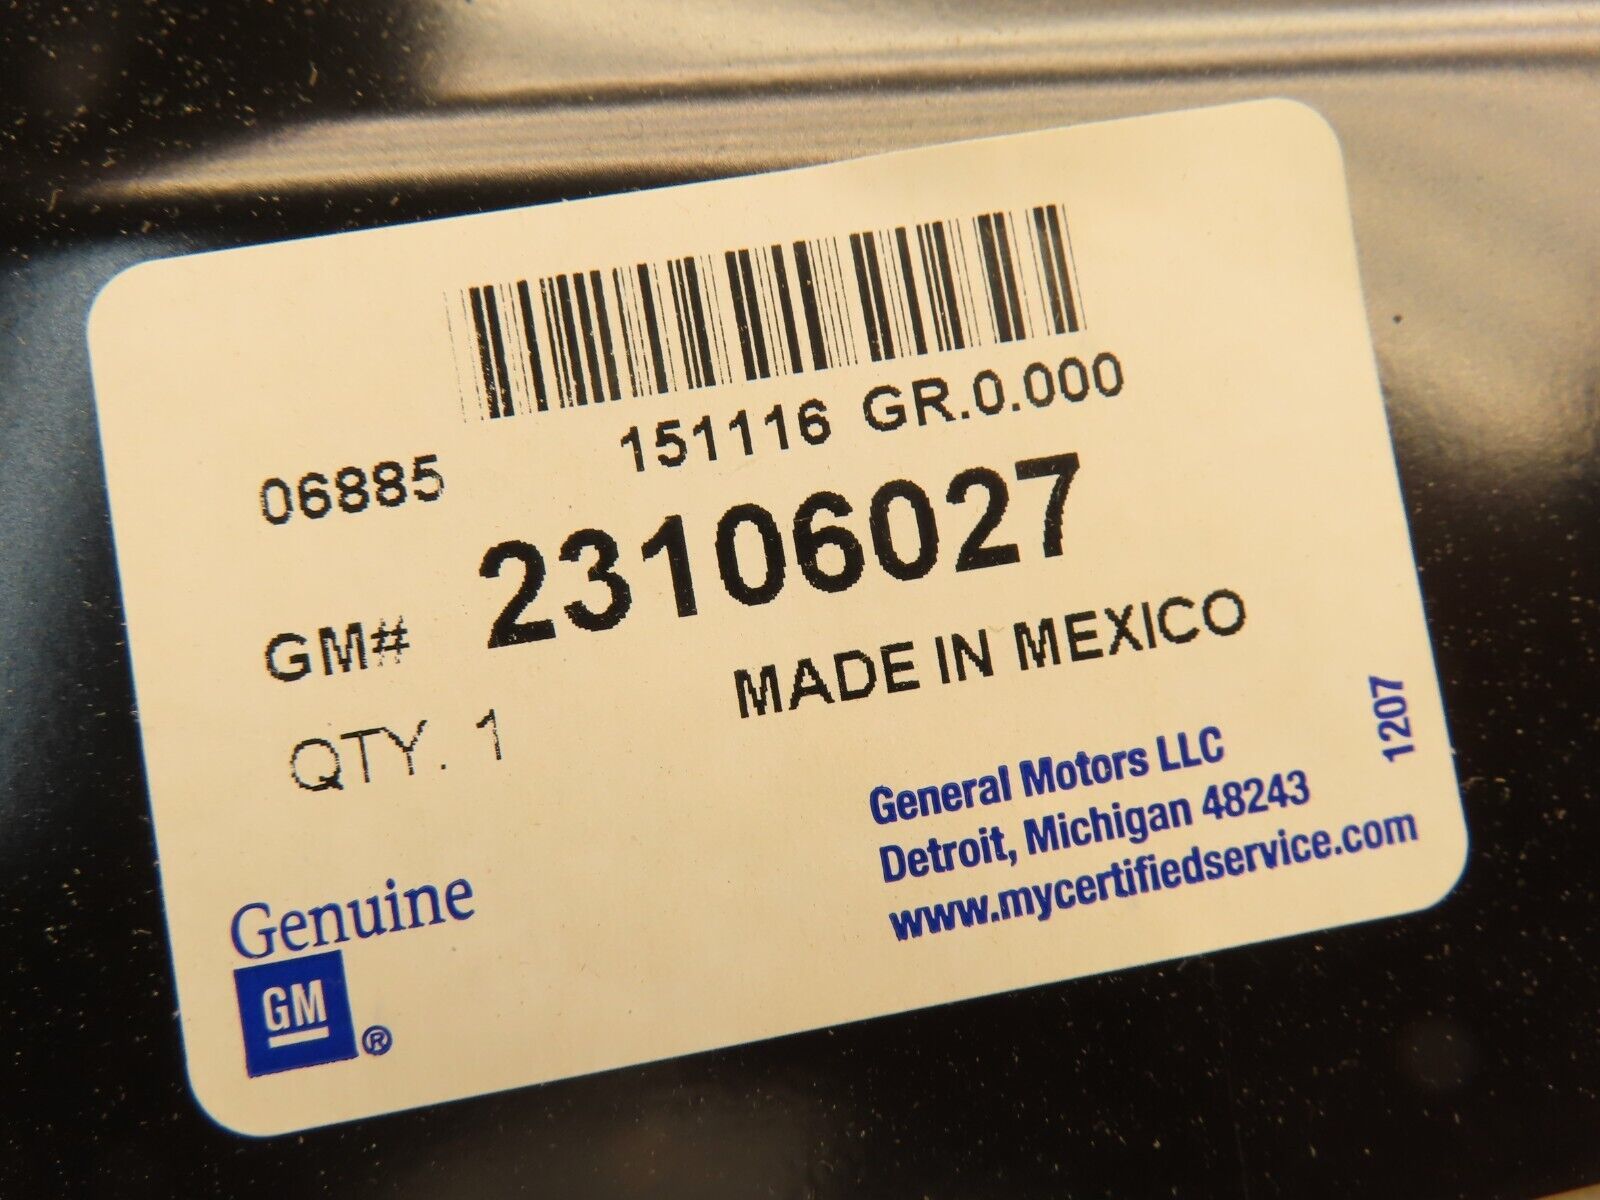 151116 GR.0.000
06885
GM# 23106027
MADE IN MEXICO
QTY. 1
1207
General Motors LLC
Detroit, Michigan 48243
www.mycertifiedservice.com
Genuine
GM ®